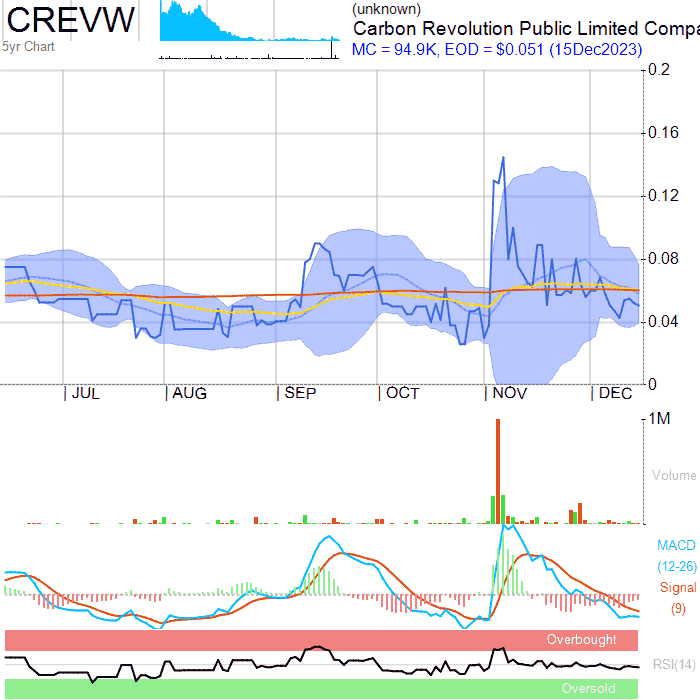 CREVW
5yr Chart
(unknown)
Carbon Revolution Public Limited Compa
MC = 94.9K, EOD = $0.051 (15Dec2023)
0.2
0.16
0.12
0.08
0.04
0
JUL AUG SEP OCT NOV DEC
1M
Volume
MACD
(12-26)
Signal
(9)
Overbought
RSI(14)
Oversold